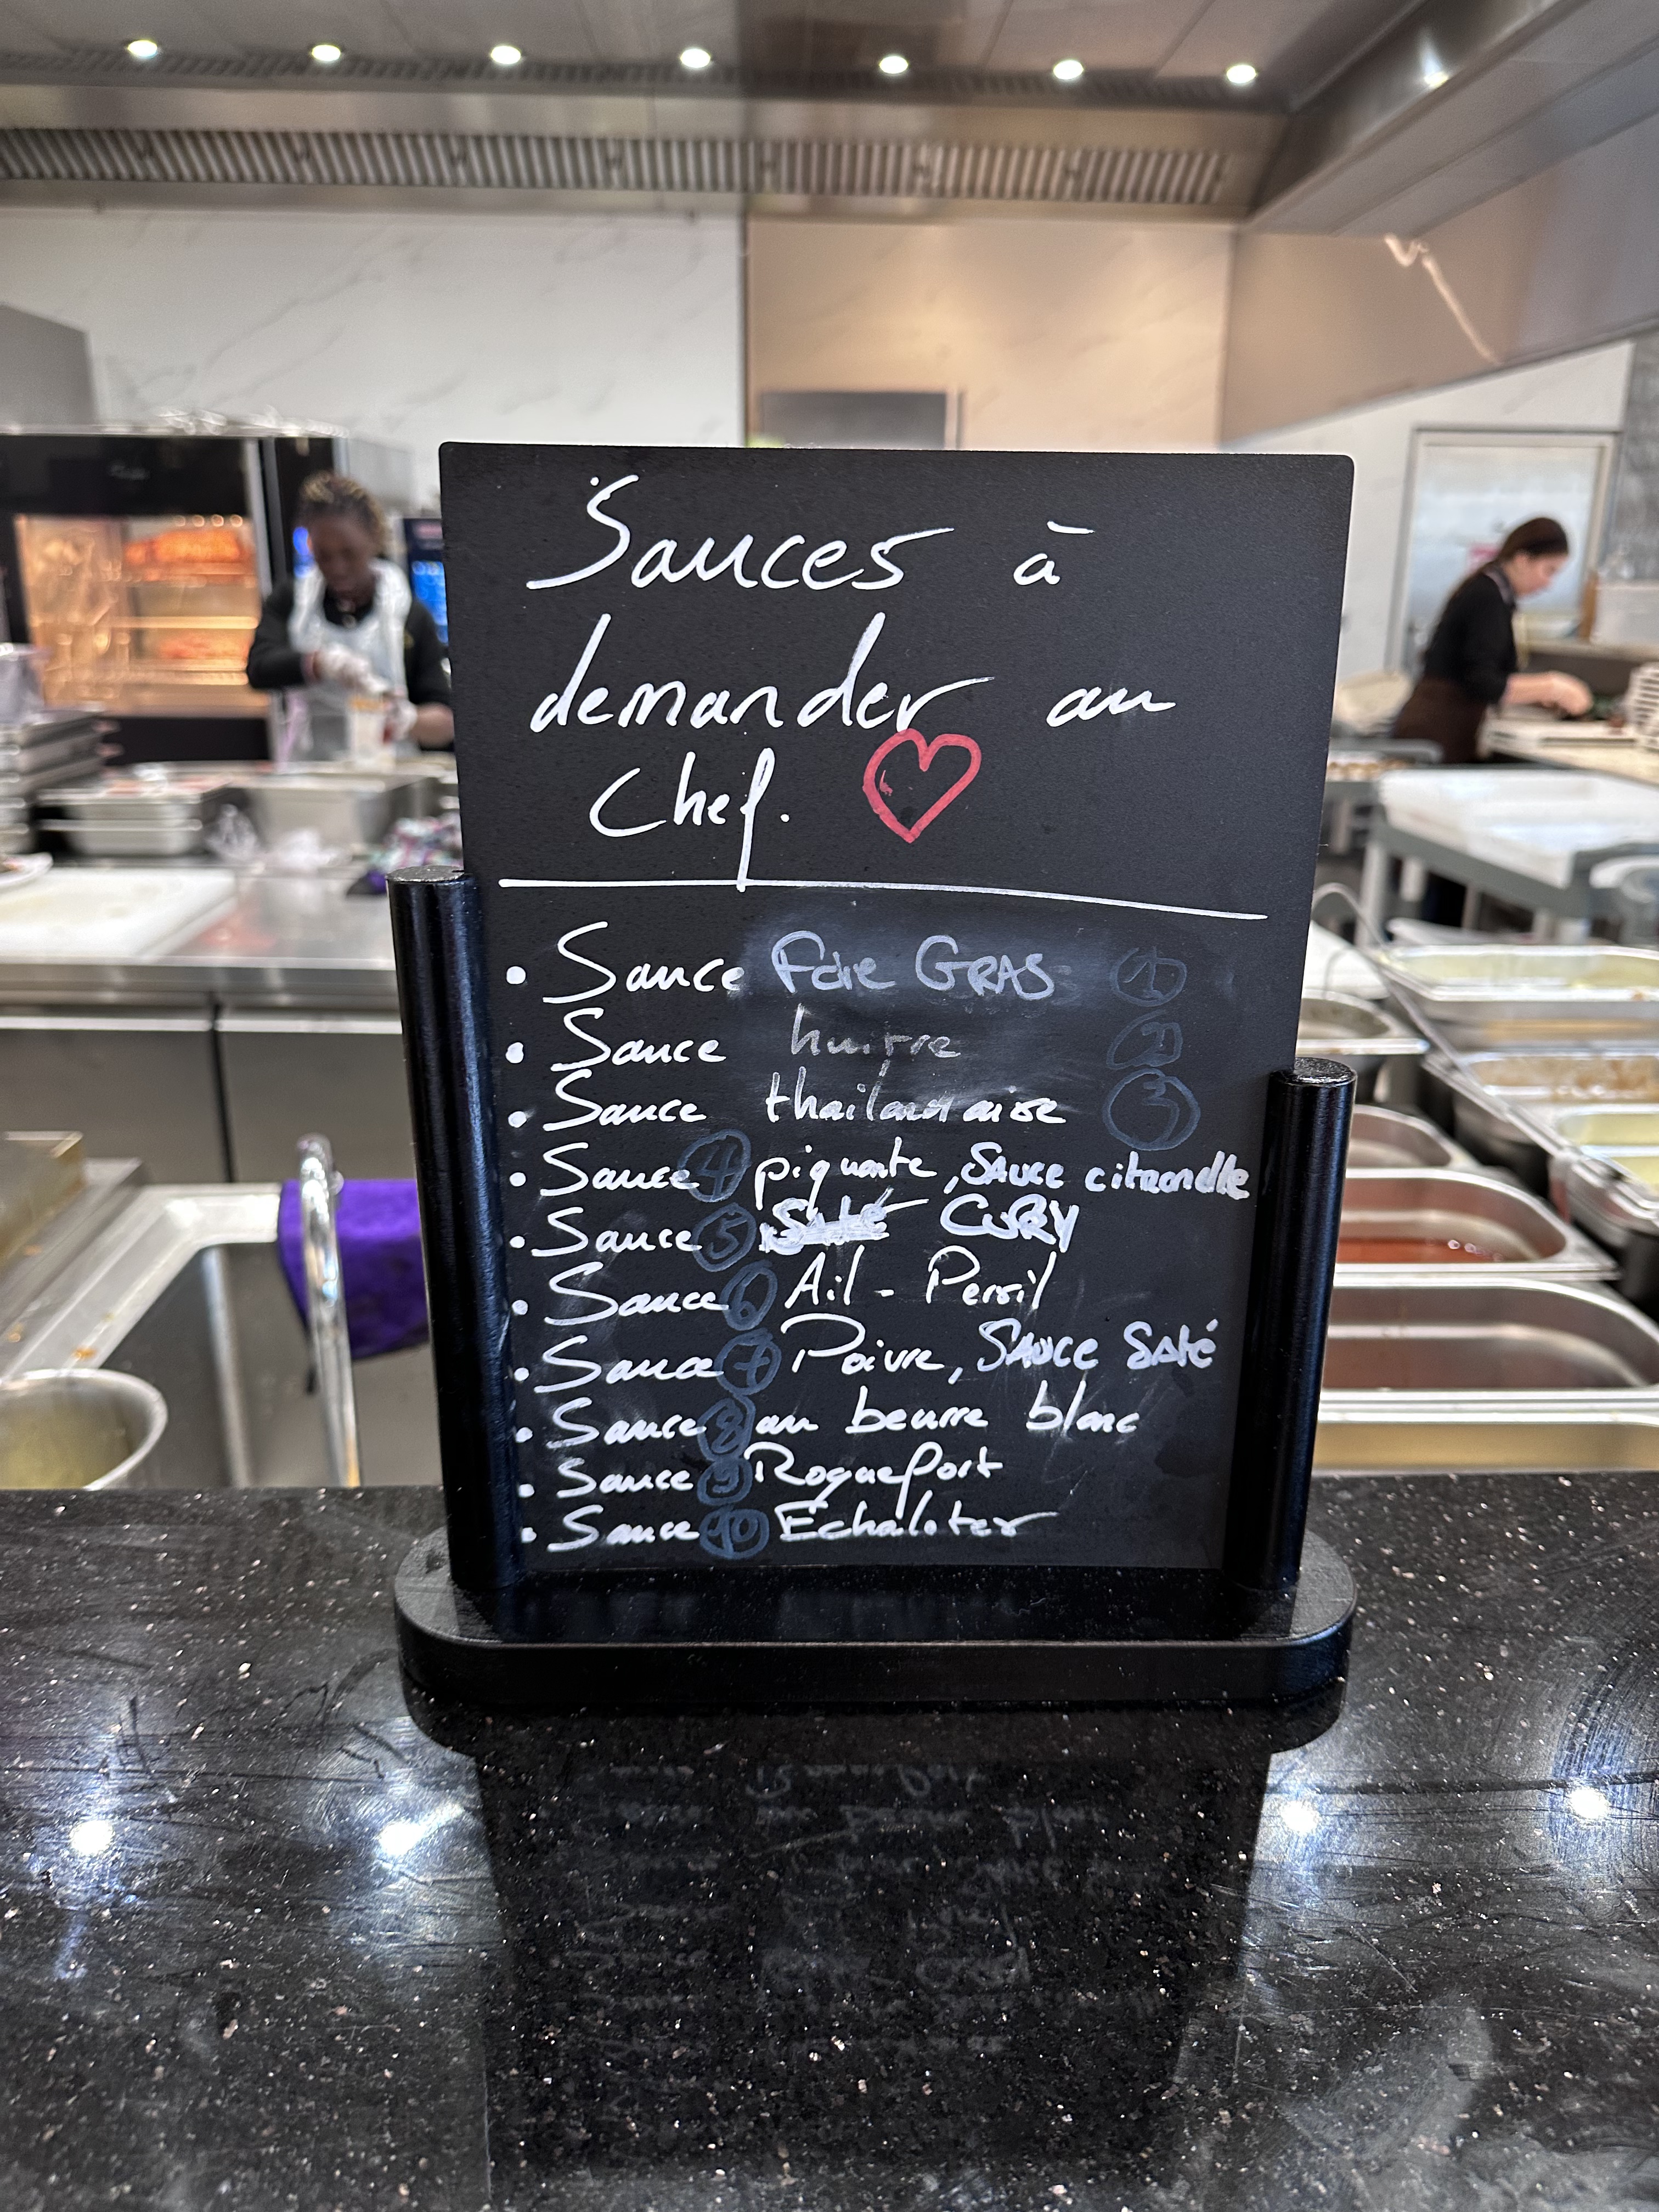 Sauces à
demander au
Chef.
• Sauce Foie GRAS 1
• Sauce huitre 2
• Sauce thailandaise 3
• Sauce 4 piquante, SAUCE citronelle
• Sauce 5 CURY
• Sauce 6 Ail - Persil
• Sauce 7 Poivre, SAUCE SATÉ
• Sauce 8 au beurre blanc
• Sauce 9 Roquefort
• Sauce 10 Echalotes